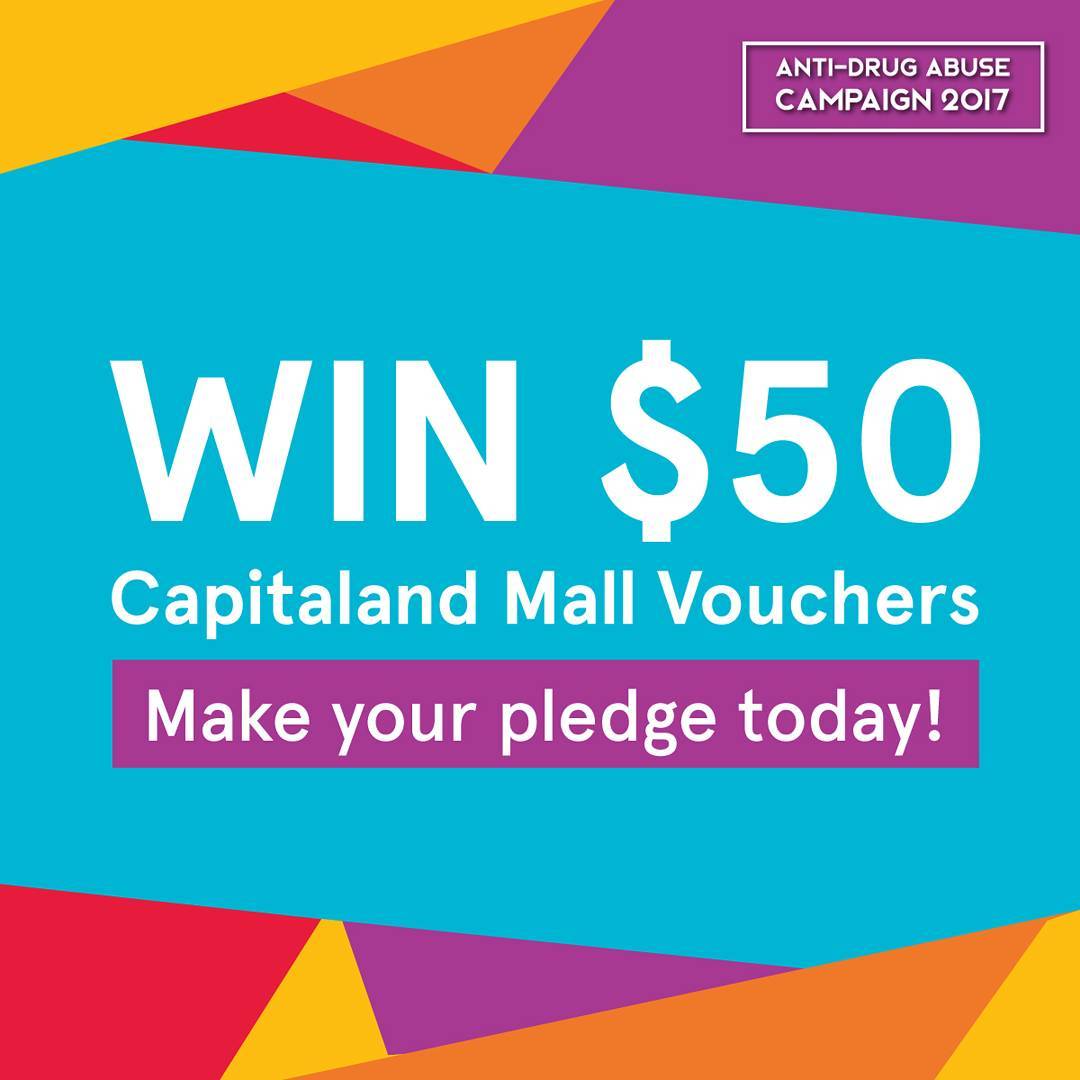 ANTI-DRUG ABUSE
CAMPAIGN 2017
WIN $50
Capitaland Mall Vouchers
Make your pledge today!